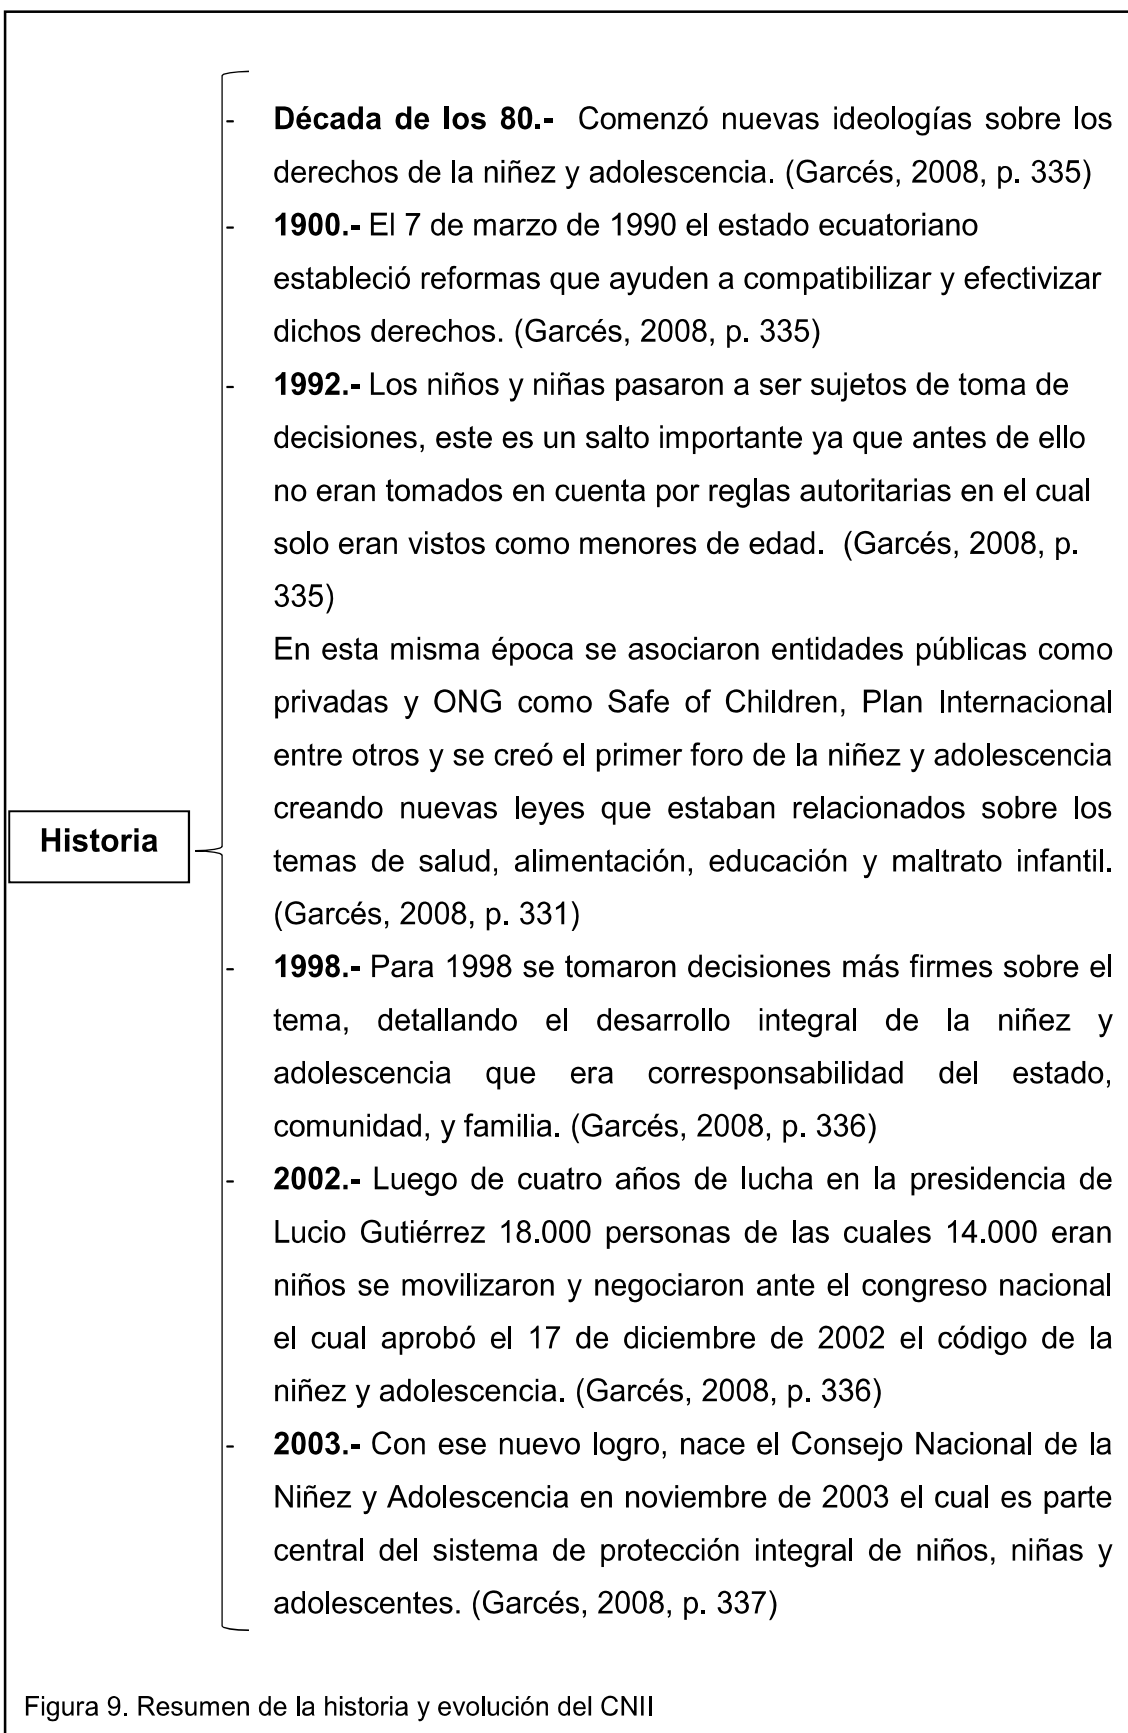 - Década de los 80.- Comenzó nuevas ideologías sobre los
derechos de la niñez y adolescencia. (Garcés, 2008, p. 335)
- 1900.- El 7 de marzo de 1990 el estado ecuatoriano
estableció reformas que ayuden a compatibilizar y efectivizar
dichos derechos. (Garcés, 2008, p. 335)
- 1992.- Los niños y niñas pasaron a ser sujetos de toma de
decisiones, este es un salto importante ya que antes de ello
no eran tomados en cuenta por reglas autoritarias en el cual
solo eran vistos como menores de edad. (Garcés, 2008, p.
335)
En esta misma época se asociaron entidades públicas como
privadas y ONG como Safe of Children, Plan Internacional
entre otros y se creó el primer foro de la niñez y adolescencia
creando nuevas leyes que estaban relacionados sobre los
temas de salud, alimentación, educación y maltrato infantil.
(Garcés, 2008, p. 331)
Historia
- 1998.- Para 1998 se tomaron decisiones más firmes sobre el
tema, detallando el desarrollo integral de la niñez y
adolescencia que era corresponsabilidad del estado,
comunidad, y familia. (Garcés, 2008, p. 336)
- 2002.- Luego de cuatro años de lucha en la presidencia de
Lucio Gutiérrez 18.000 personas de las cuales 14.000 eran
niños se movilizaron y negociaron ante el congreso nacional
el cual aprobó el 17 de diciembre de 2002 el código de la
niñez y adolescencia. (Garcés, 2008, p. 336)
- 2003.- Con ese nuevo logro, nace el Consejo Nacional de la
Niñez y Adolescencia en noviembre de 2003 el cual es parte
central del sistema de protección integral de niños, niñas y
adolescentes. (Garcés, 2008, p. 337)
Figura 9. Resumen de la historia y evolución del CNII